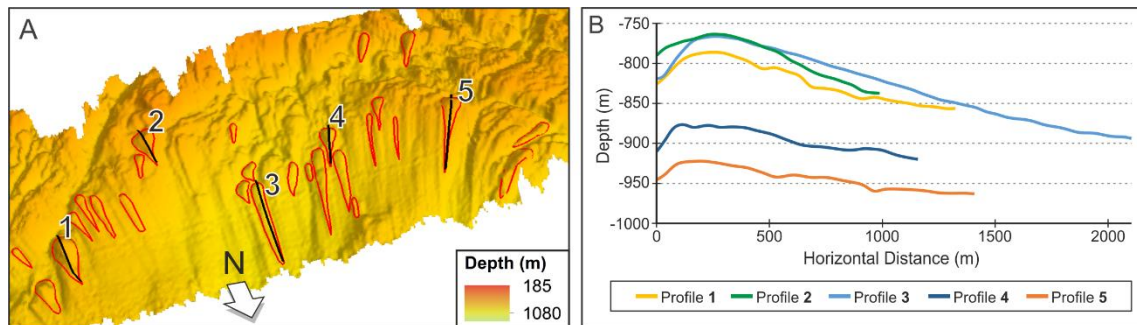 A
1
2
3
4
5
N
Depth (m)
185
1080
B
-750
-800
-850
-900
-950
-1000
Depth (m)
0
500
1000
1500
2000
Horizontal Distance (m)
Profile 1
Profile 2
Profile 3
Profile 4
Profile 5